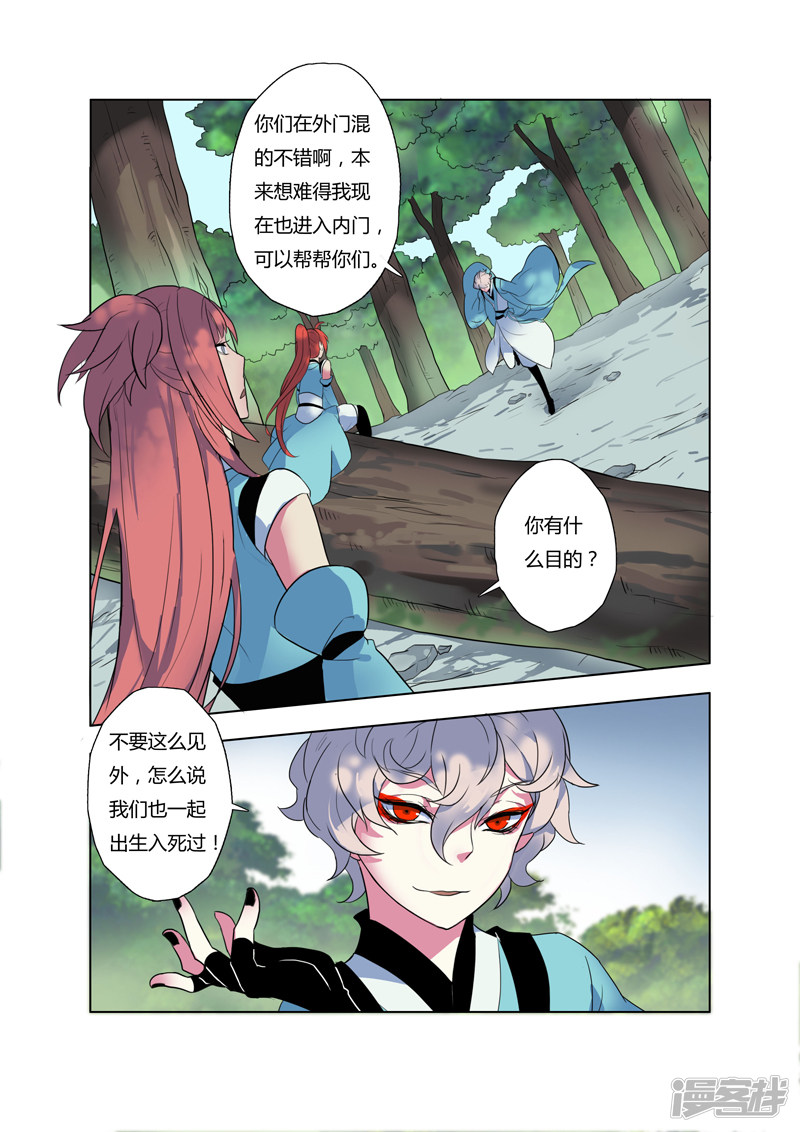 你们在外门混
的不错啊，本
来想难得我现
在也进入内门，
可以帮帮你们。
你有什
么目的？
不要这么见
外，怎么说
我们也一起
出生入死过！
漫客栈